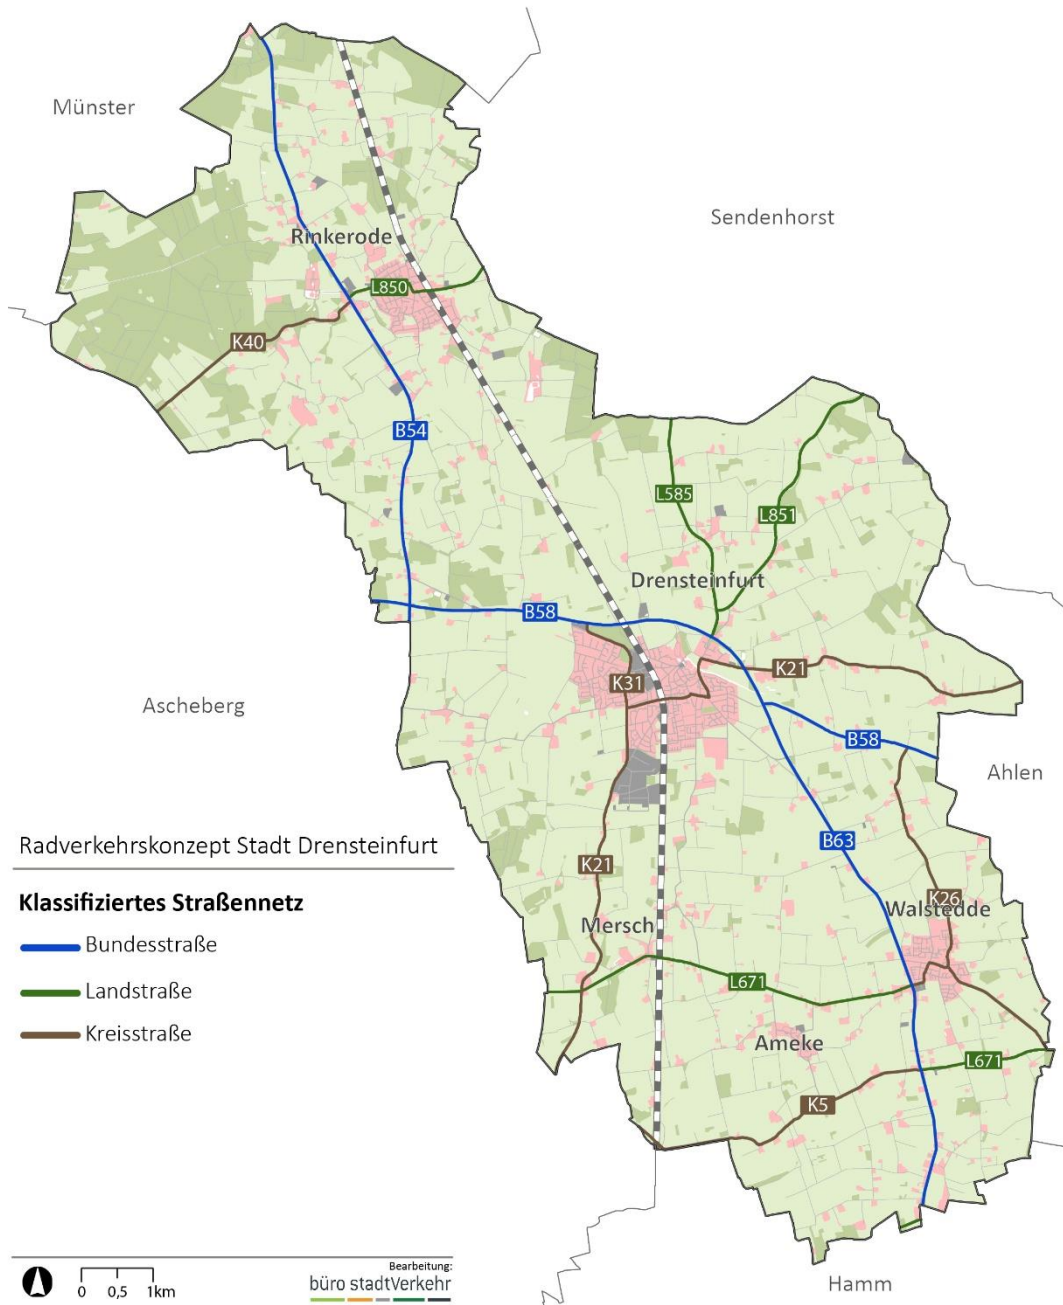 Münster
Sendenhorst
Rinkerode
L850
K40
B54
L585
L851
Drensteinfurt
B58
K21
K31
Ascheberg
B58
Ahlen
Radverkehrskonzept Stadt Drensteinfurt
B63
K21
Klassifiziertes Straßennetz
K26
Walstedde
Mersch
Bundesstraße
L671
Landstraße
Ameke
Kreisstraße
L671
K5
Bearbeitung:
büro stadtVerkehr
0 0,5 1km
Hamm